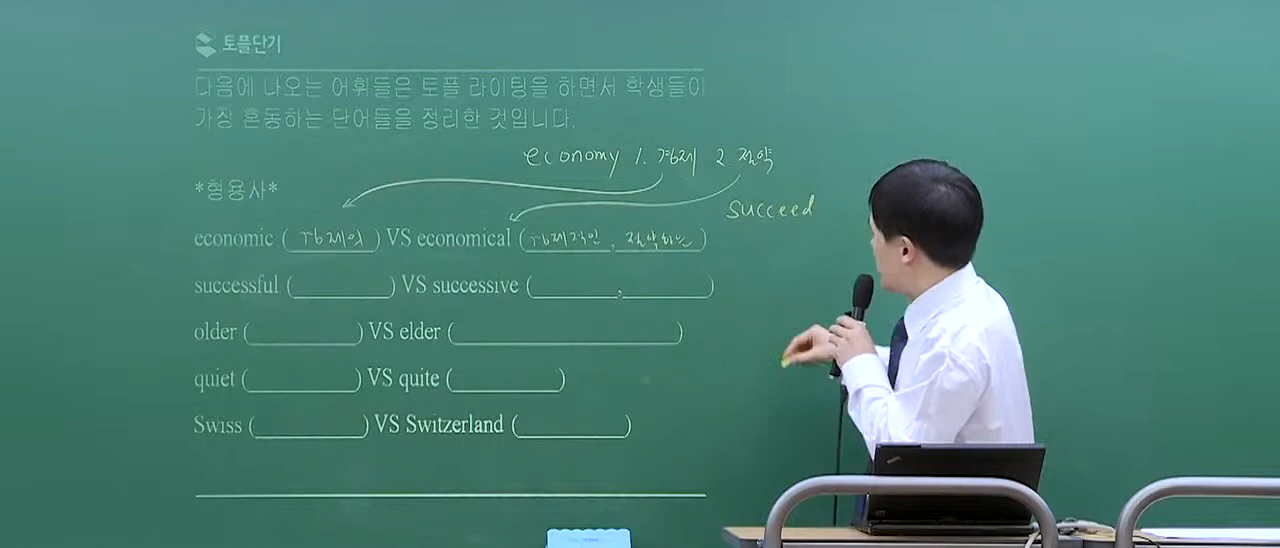 토플단기
다음에 나오는 어휘들은 토플 라이팅을 하면서 학생들이
가장 혼동하는 단어들을 정리한 것입니다.
economy 1. 경제 2 절약
*형용사*
succeed
economic (경제의) VS economical (경제적인, 절약하는)
successful (          ) VS successive (          ,          )
older (          ) VS elder (          )
quiet (          ) VS quite (          )
Swiss (          ) VS Switzerland (          )